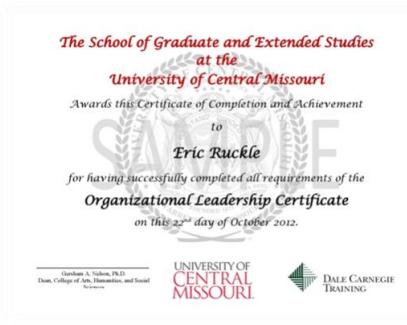 The School of Graduate and Extended Studies
at the
University of Central Missouri
Awards this Certificate of Completion and Achievement
to
Eric Ruckle
for having successfully completed all requirements of the
Organizational Leadership Certificate
on this 22nd day of October 2012.
SAMPLE
Gersham A. Nelson, Ph.D.
Dean, College of Arts, Humanities, and Social
Sciences
UNIVERSITY OF
CENTRAL
MISSOURI.
DALE CARNEGIE
TRAINING